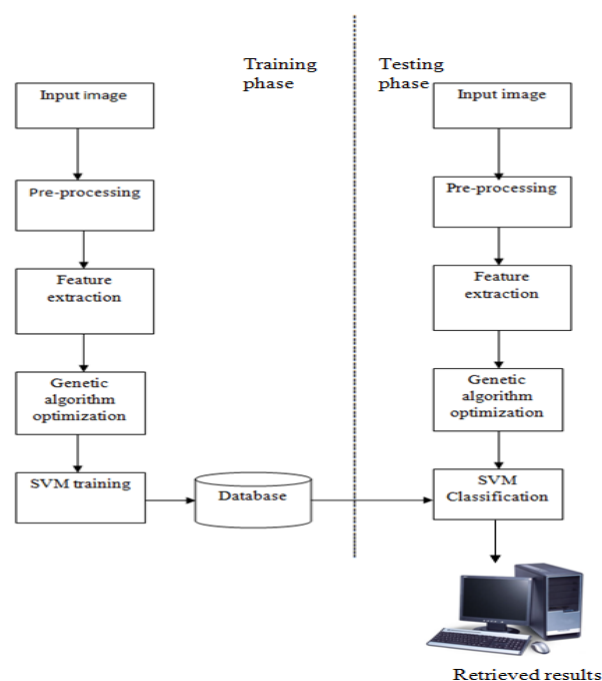 Training
phase
Input image
Pre-processing
Feature
extraction
Genetic
algorithm
optimization
SVM training
Database
Testing
phase
Input image
Pre-processing
Feature
extraction
Genetic
algorithm
optimization
SVM
Classification
Retrieved results